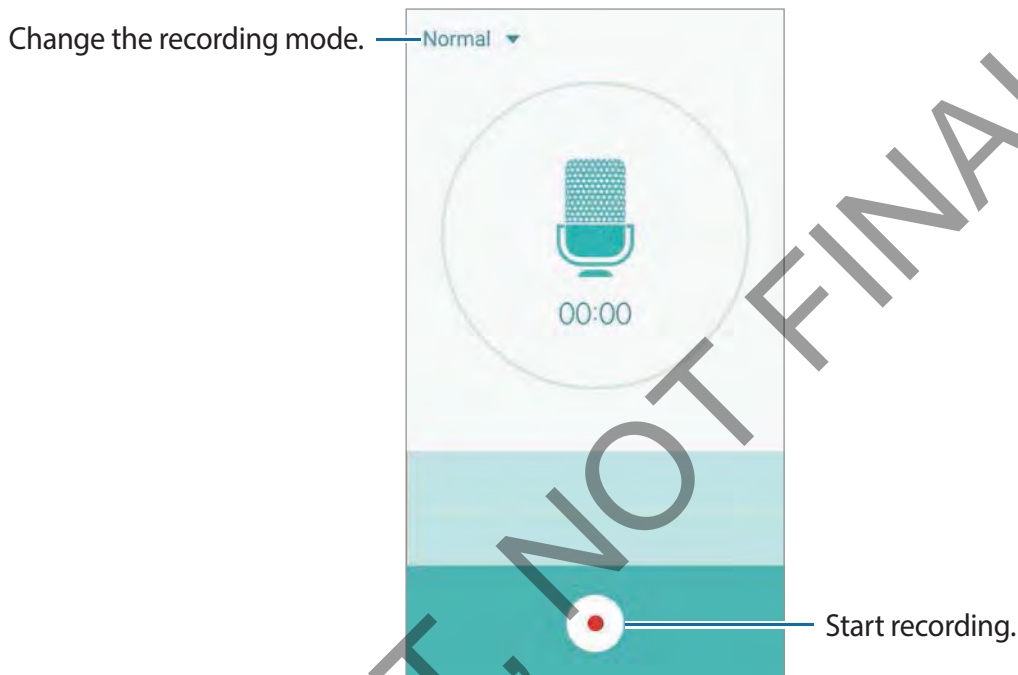 Change the recording mode.
Normal
00:00
Start recording.
NOT FINAL